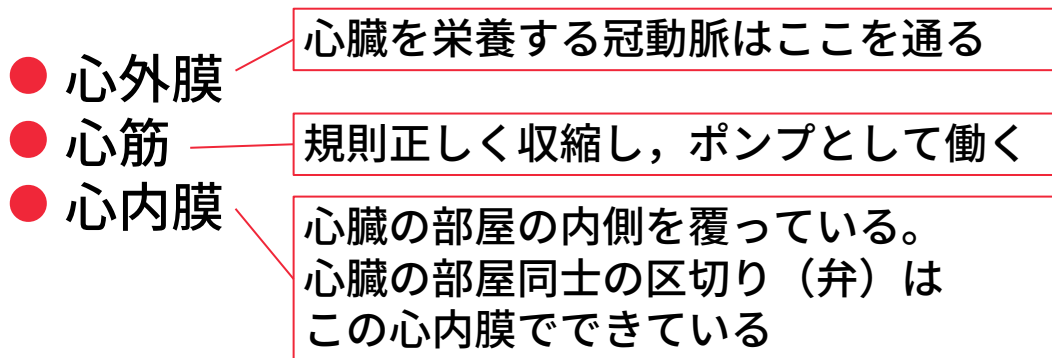 心臓を栄養する冠動脈はここを通る
● 心外膜
● 心筋
規則正しく収縮し，ポンプとして働く
● 心内膜
心臓の部屋の内側を覆っている。
心臓の部屋同士の区切り（弁）は
この心内膜でできている